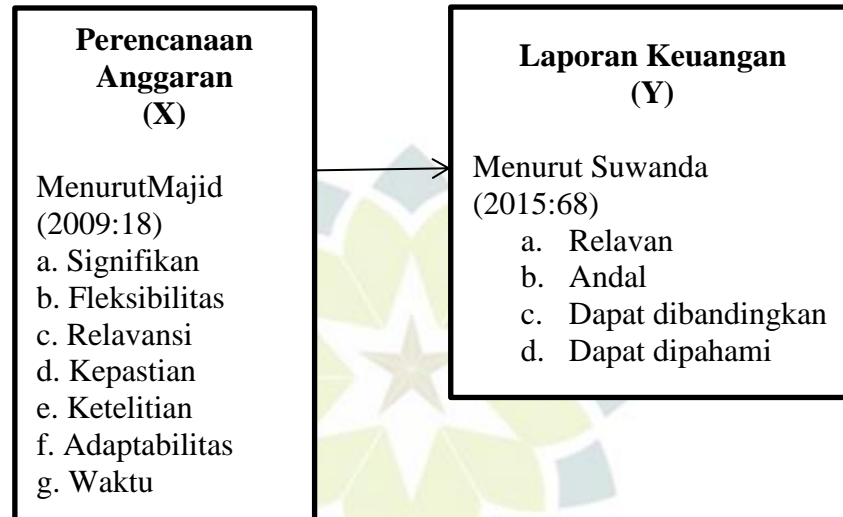 Perencanaan
Anggaran
(X)
MenurutMajid
(2009:18)
a. Signifikan
b. Fleksibilitas
c. Relavansi
d. Kepastian
e. Ketelitian
f. Adaptabilitas
g. Waktu
Laporan Keuangan
(Y)
Menurut Suwanda
(2015:68)
a. Relavan
b. Andal
c. Dapat dibandingkan
d. Dapat dipahami